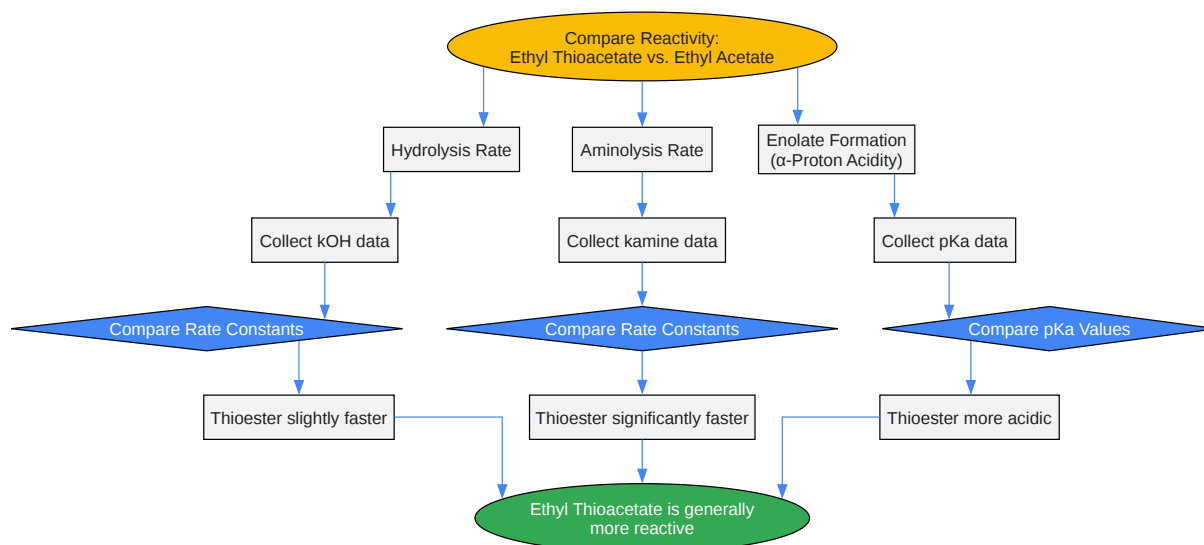 Compare Reactivity:
Ethyl Thioacetate vs. Ethyl Acetate
Hydrolysis Rate
Aminolysis Rate
Enolate Formation
(α-Proton Acidity)
Collect kOH data
Collect kamine data
Collect pKa data
Compare Rate Constants
Compare Rate Constants
Compare pKa Values
Thioester slightly faster
Thioester significantly faster
Thioester more acidic
Ethyl Thioacetate is generally
more reactive